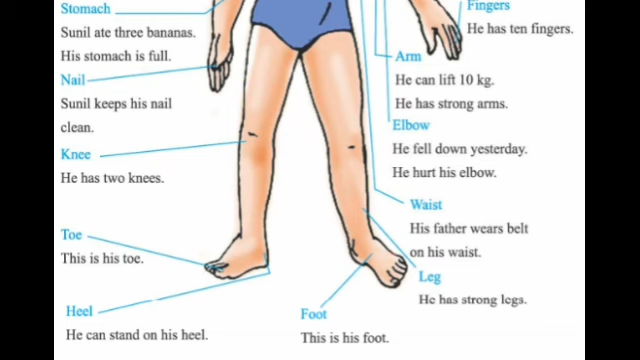 Stomach
Sunil ate three bananas.
His stomach is full.
Nail
Sunil keeps his nail
clean.
Knee
He has two knees.
Toe
This is his toe.
Heel
He can stand on his heel.
Fingers
He has ten fingers.
Arm
He can lift 10 kg.
He has strong arms.
Elbow
He fell down yesterday.
He hurt his elbow.
Waist
His father wears belt
on his waist.
Leg
He has strong legs.
Foot
This is his foot.